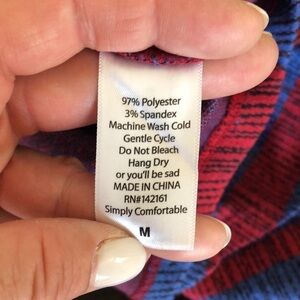 97% Polyester
3% Spandex
Machine Wash Cold
Gentle Cycle
Do Not Bleach
Hang Dry
or you'll be sad
MADE IN CHINA
RN#142161
Simply Comfortable
M